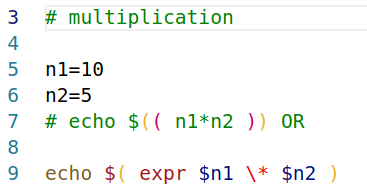 3 # multiplication
4
5 n1=10
6 n2=5
7 # echo $(( n1*n2 )) OR
8
9 echo $( expr $n1 \* $n2 )